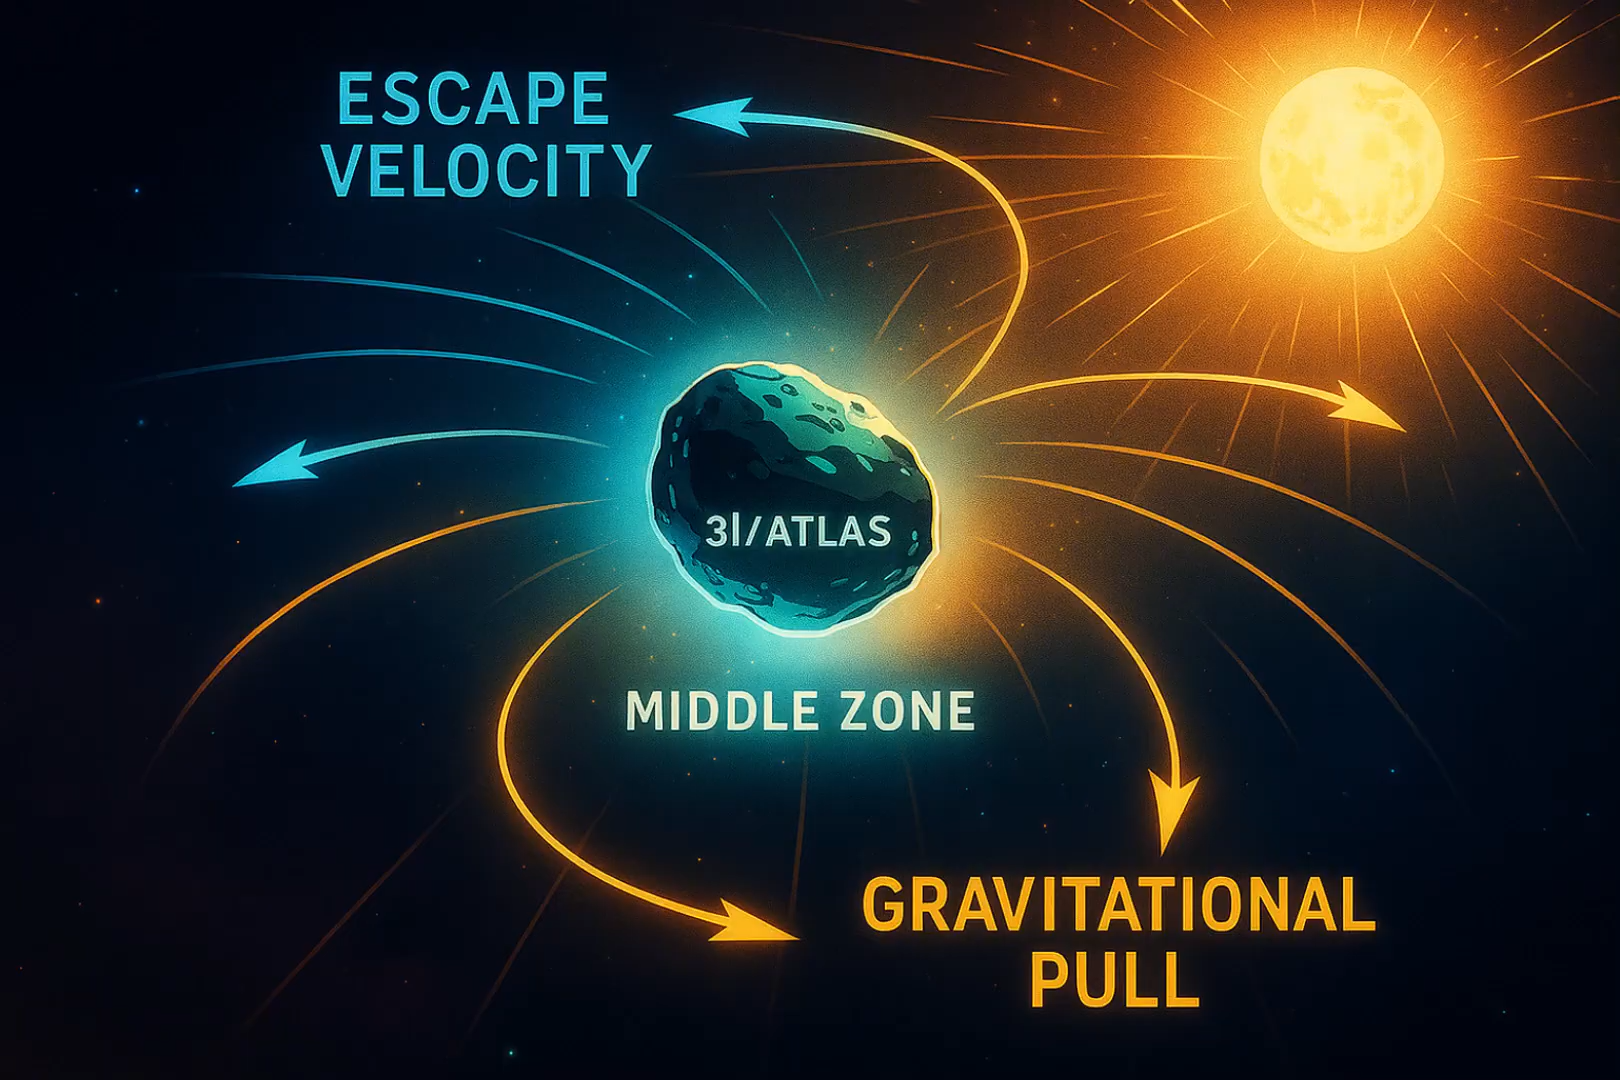 ESCAPE
VELOCITY
3I/ATLAS
MIDDLE ZONE
GRAVITATIONAL
PULL